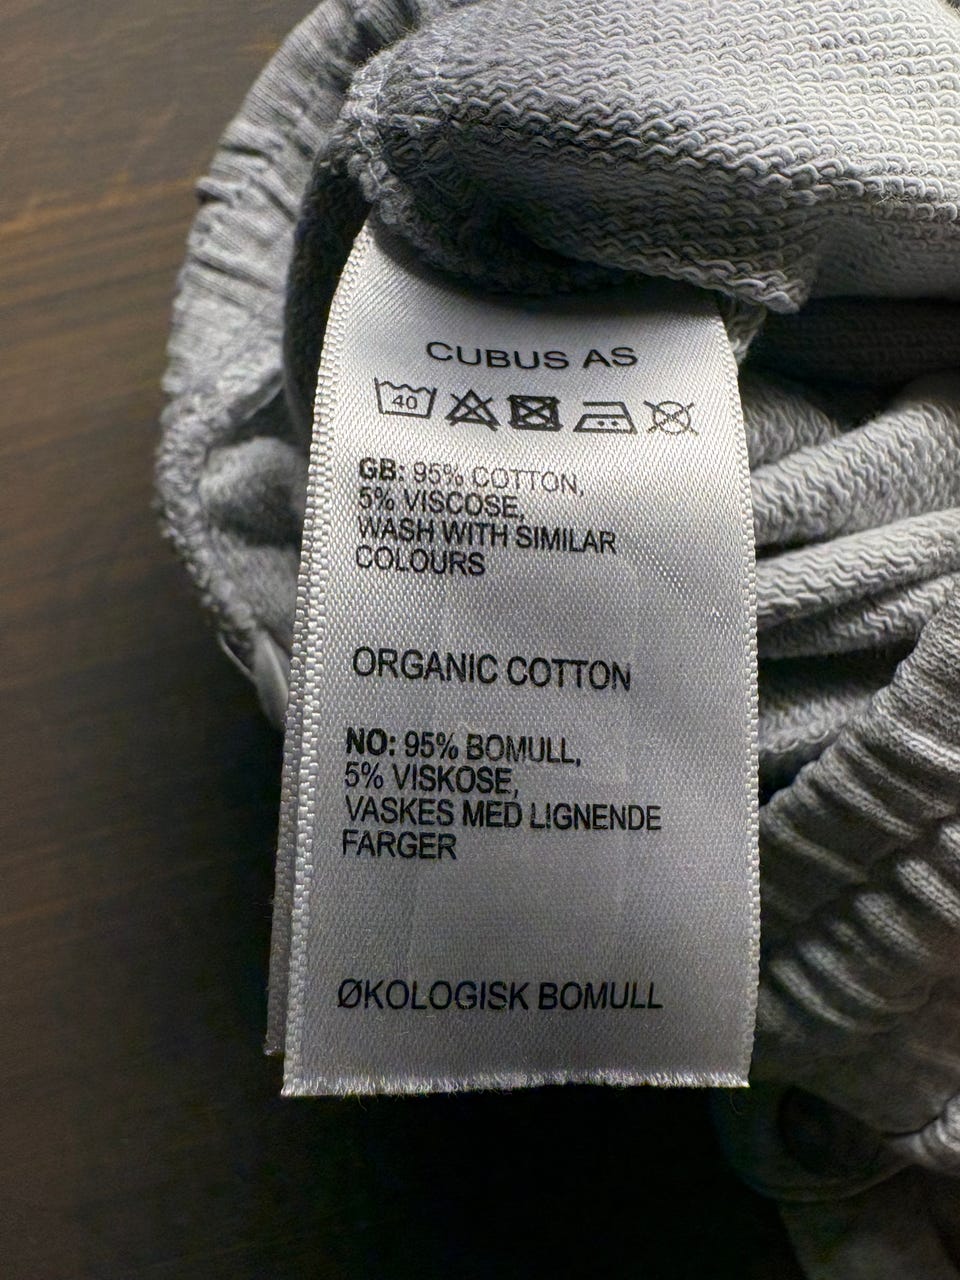 CUBUS AS
40
GB: 95% COTTON,
5% VISCOSE,
WASH WITH SIMILAR
COLOURS
ORGANIC COTTON
NO: 95% BOMULL,
5% VISKOSE,
VASKES MED LIGNENDE
FARGER
ØKOLOGISK BOMULL